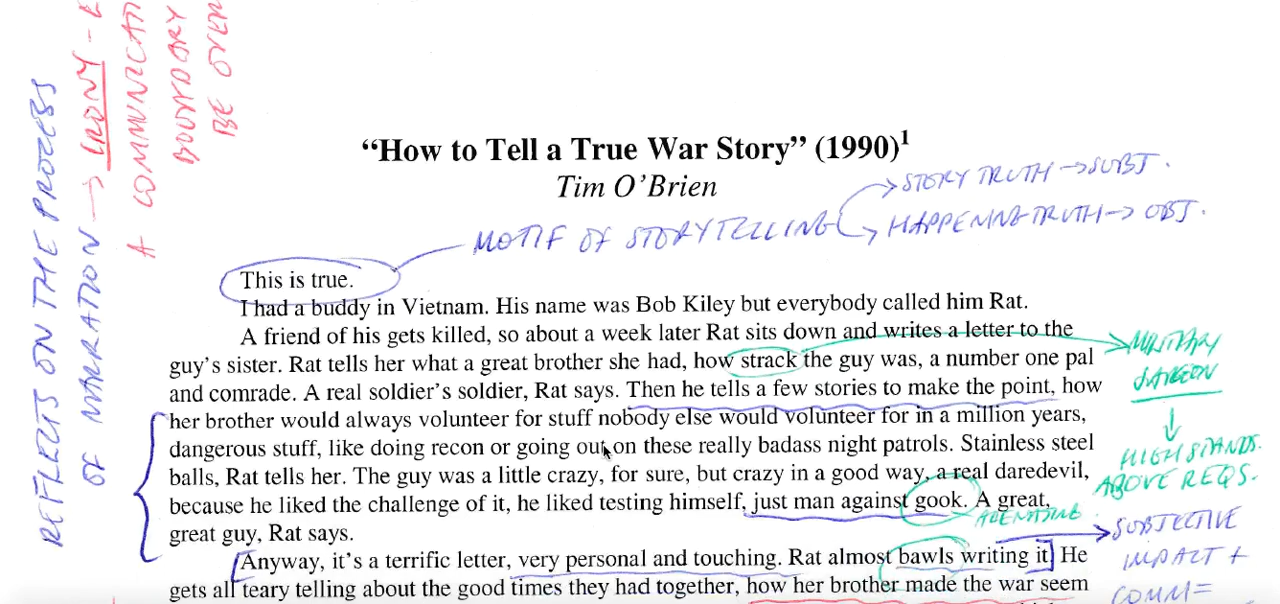 “How to Tell a True War Story” (1990)1
Tim O’Brien
STORY TRUTH → SUBJ.
MOTIF OF STORYTELLING
HAPPENING TRUTH → OBJ.
This is true.
I had a buddy in Vietnam. His name was Bob Kiley but everybody called him Rat.
A friend of his gets killed, so about a week later Rat sits down and writes a letter to the
guy’s sister. Rat tells her what a great brother she had, how strack the guy was, a number one pal
and comrade. A real soldier’s soldier, Rat says. Then he tells a few stories to make the point, how
her brother would always volunteer for stuff nobody else would volunteer for in a million years,
dangerous stuff, like doing recon or going out on these really badass night patrols. Stainless steel
balls, Rat tells her. The guy was a little crazy, for sure, but crazy in a good way, a real daredevil,
because he liked the challenge of it, he liked testing himself, just man against gook. A great,
great guy, Rat says.
Anyway, it’s a terrific letter, very personal and touching. Rat almost bawls writing it. He
gets all teary telling about the good times they had together, how her brother made the war seem
REFLECTS ON THE PROCESS
OF NARRATION → IRONY -
A COMMUNICATI
BOUNDARY
BE OVER
MILITARY
JARGON
HIGH STANDS.
ABOVE REQS.
SUBJECTIVE
IMPACT +
COMM=